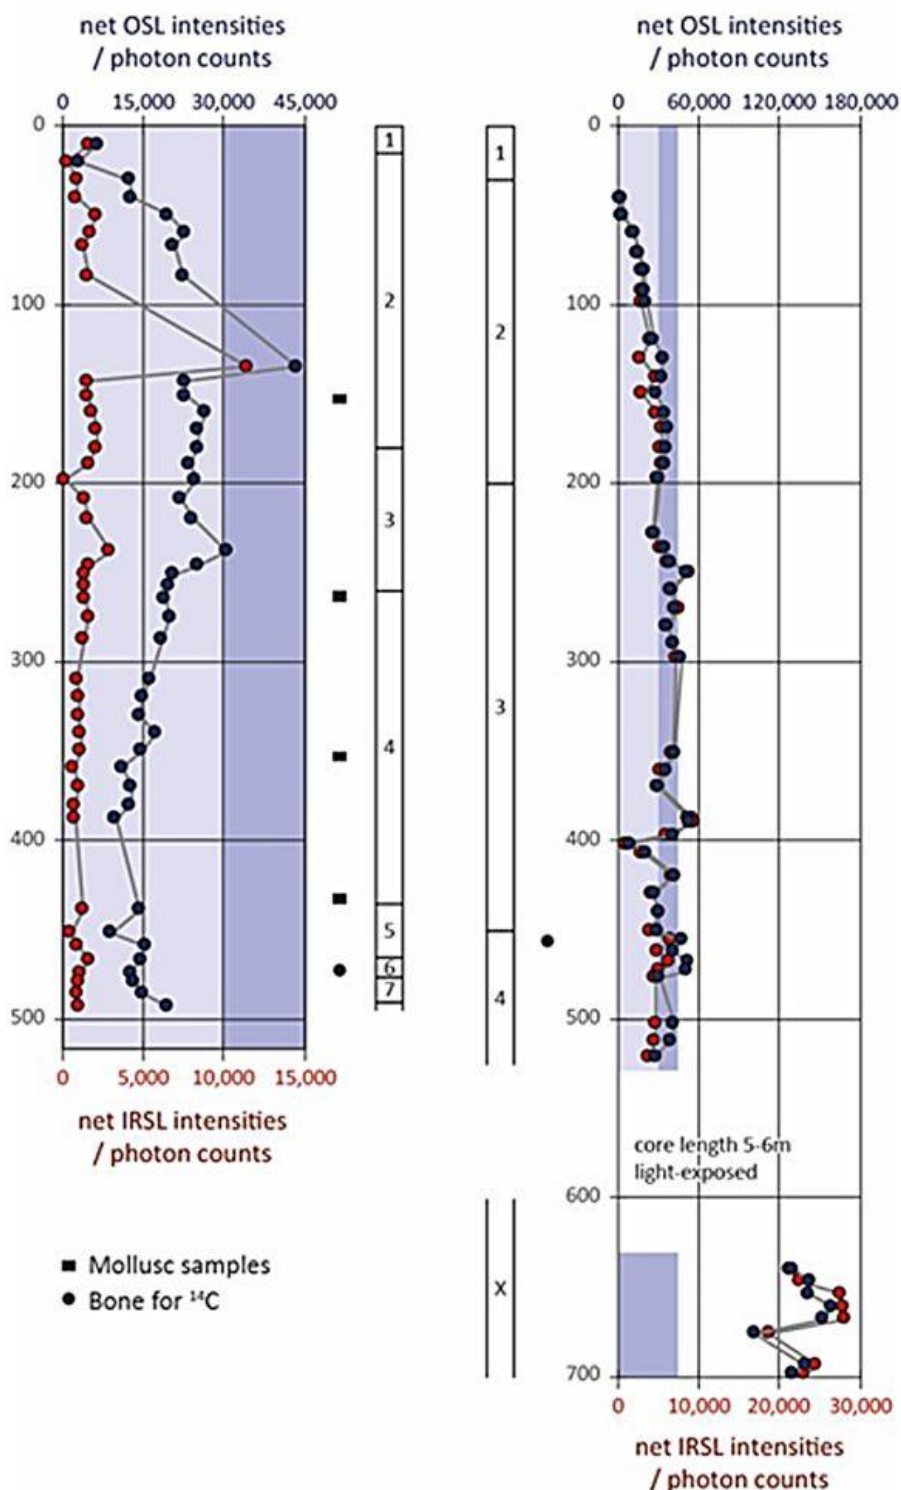 net OSL intensities
/ photon counts
0 15,000 30,000 45,000
0
100
200
300
400
500
0 5,000 10,000 15,000
net IRSL intensities
/ photon counts
1
2
3
4
5
6
7
■ Mollusc samples
● Bone for ¹⁴C
net OSL intensities
/ photon counts
0 60,000 120,000 180,000
1
2
3
4
X
0
100
200
300
400
500
core length 5-6m
light-exposed
600
700
0 10,000 20,000 30,000
net IRSL intensities
/ photon counts